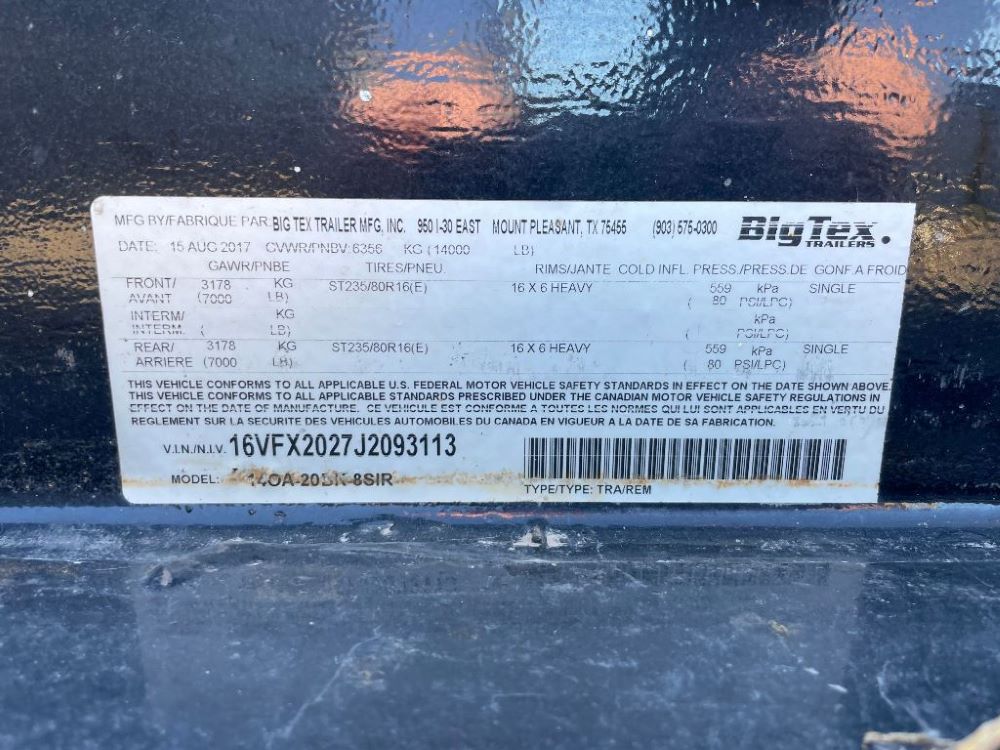 MFG BY/FABRIQUE PAR: BIG TEX TRAILER MFG, INC. 950 I-30 EAST MOUNT PLEASANT, TX 75455 (903) 575-0300 Big Tex TRAILERS
DATE: 15 AUG 2017 GVWR/PNBV: 6356 KG (14000 LB)
GAWR/PNBE TIRES/PNEU. RIMS/JANTE COLD INFL. PRESS./PRESS.DE GONF.A FROID
FRONT/ 3178 KG ST235/80R16(E) 16 X 6 HEAVY 559 kPa SINGLE
AVANT (7000 LB) ( 80 PSI/LPC)
INTERM/ KG kPa
INTERM. ( LB) ( PSI/LPC)
REAR/ 3178 KG ST235/80R16(E) 16 X 6 HEAVY 559 kPa SINGLE
ARRIERE (7000 LB) ( 80 PSI/LPC)
THIS VEHICLE CONFORMS TO ALL APPLICABLE U.S. FEDERAL MOTOR VEHICLE SAFETY STANDARDS IN EFFECT ON THE DATE SHOWN ABOVE.
THIS VEHICLE CONFORMS TO ALL APPLICABLE STANDARDS PRESCRIBED UNDER THE CANADIAN MOTOR VEHICLE SAFETY REGULATIONS IN
EFFECT ON THE DATE OF MANUFACTURE. CE VEHICULE EST CONFORME A TOUTES LES NORMES QUI LUI SONT APPLICABLES EN VERTU DU
REGLEMENT SUR LA SECURITE DES VEHICULES AUTOMOBILES DU CANADA EN VIGUEUR A LA DATE DE SA FABRICATION.
V.I.N./N.I.V. 16VFX2027J2093113
MODEL: 14OA-20BK-8SIR
TYPE/TYPE: TRA/REM